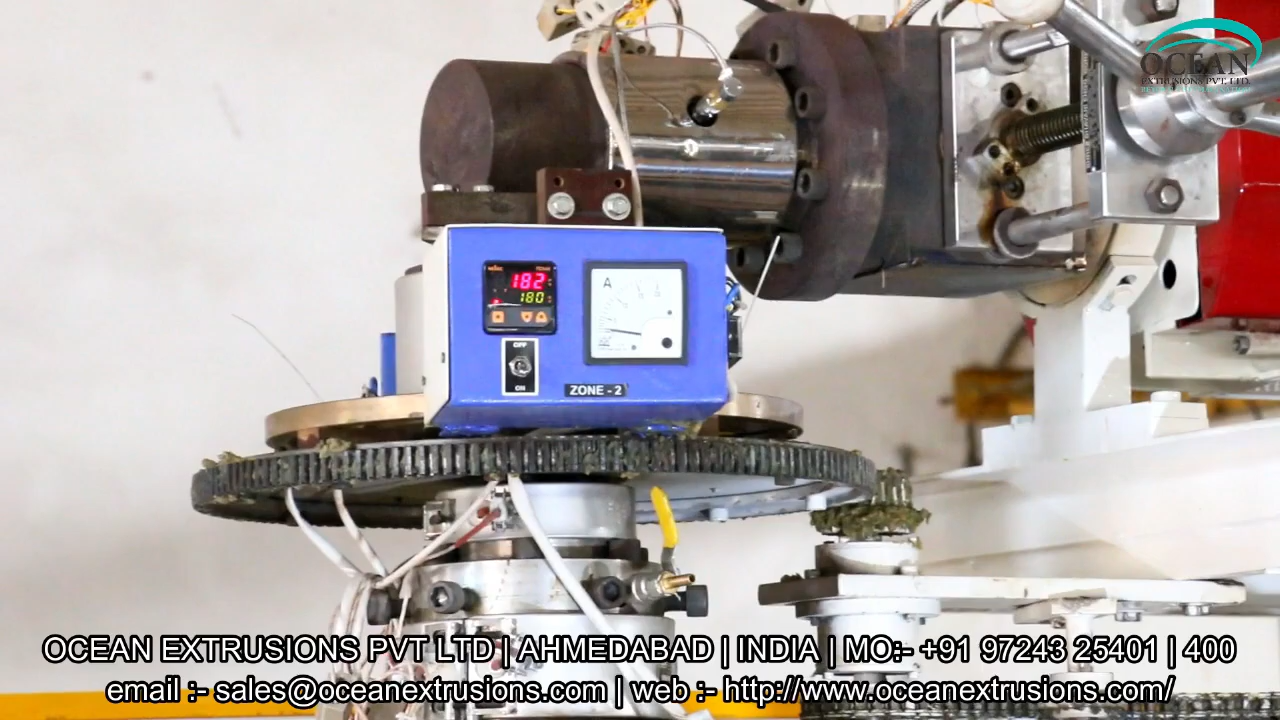 OCEAN
EXTRUSIONS PVT. LTD.
182
180
A
OFF
ON
ZONE - 2
OCEAN EXTRUSIONS PVT LTD | AHMEDABAD | INDIA | MO:- +91 97243 25401 | 400
email :- sales@oceanextrusions.com | web :- http://www.oceanextrusions.com/